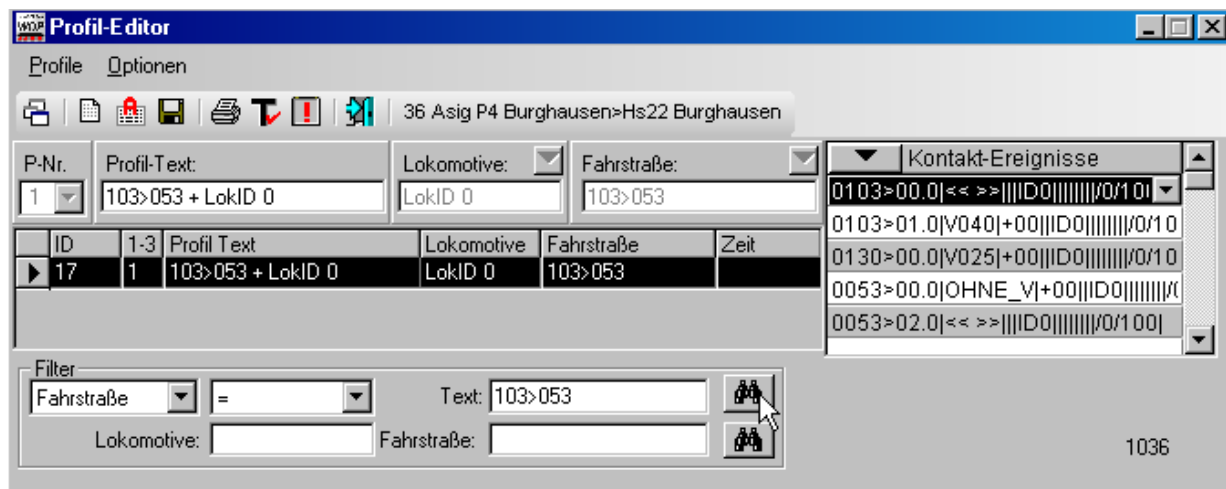 Profil-Editor
Profile Optionen
36 Asig P4 Burghausen>Hs22 Burghausen
P-Nr. Profil-Text: Lokomotive: Fahrstraße: Kontakt-Ereignisse
1 103>053 + LokID 0 LokID 0 103>053
0103>00.0|<< >>||||ID0||||||||/0/10
0103>01.0|V040|+00||ID0||||||||/0/10
0130>00.0|V025|+00||ID0||||||||/0/10
0053>00.0|OHNE_V|+00||ID0||||||||/0
0053>02.0|<< >>||||ID0||||||||/0/100|
ID 1-3 Profil Text Lokomotive Fahrstraße Zeit
17 1 103>053 + LokID 0 LokID 0 103>053
Filter
Fahrstraße = Text: 103>053
Lokomotive: Fahrstraße:
1036